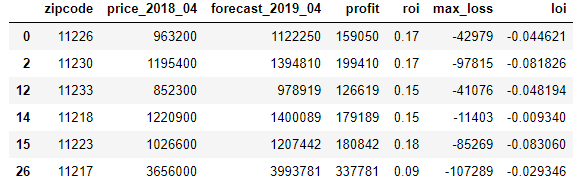 zipcode price_2018_04 forecast_2019_04 profit roi max_loss loi
0 11226 963200 1122250 159050 0.17 -42979 -0.044621
2 11230 1195400 1394810 199410 0.17 -97815 -0.081826
12 11233 852300 978919 126619 0.15 -41076 -0.048194
14 11218 1220900 1400089 179189 0.15 -11403 -0.009340
15 11223 1026600 1207442 180842 0.18 -85269 -0.083060
26 11217 3656000 3993781 337781 0.09 -107289 -0.029346